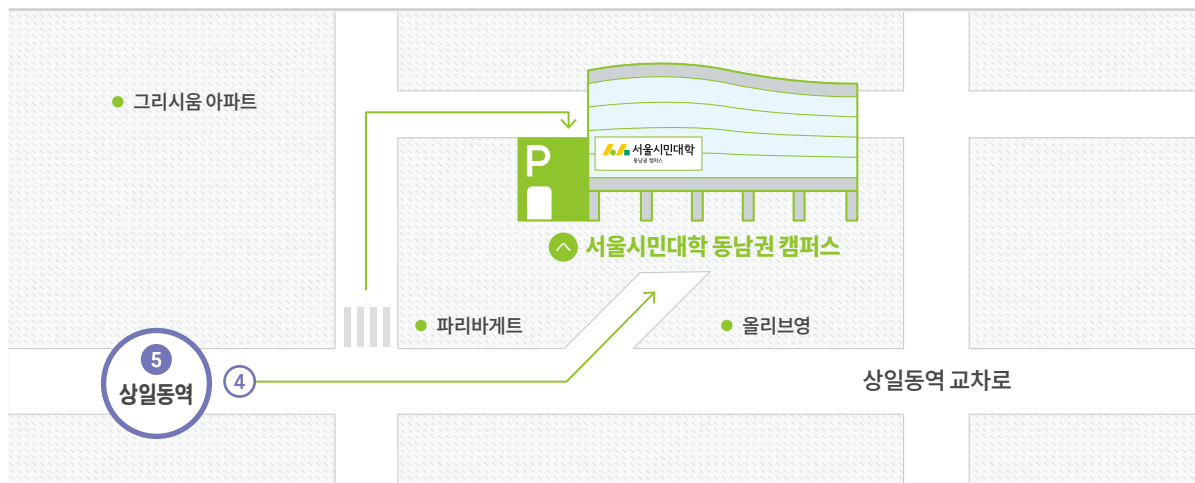 그리시움 아파트
P
서울시민대학
동남권 캠퍼스
서울시민대학 동남권 캠퍼스
파리바게트
올리브영
5
상일동역
4
상일동역 교차로